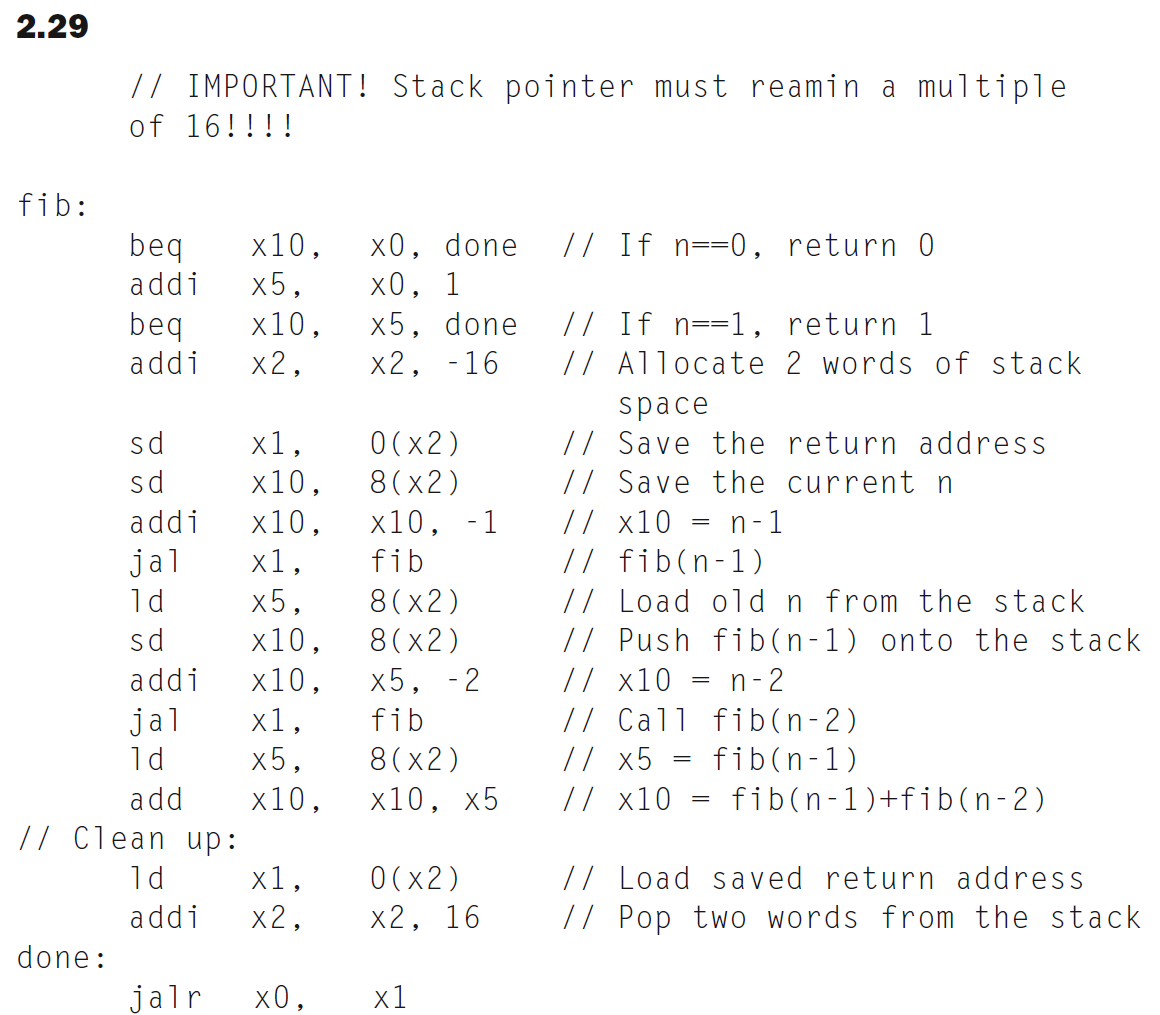 2.29
// IMPORTANT! Stack pointer must reamin a multiple
of 16!!!!
fib:
beq x10, x0, done // If n==0, return 0
addi x5, x0, 1
beq x10, x5, done // If n==1, return 1
addi x2, x2, -16 // Allocate 2 words of stack
space
sd x1, 0(x2) // Save the return address
sd x10, 8(x2) // Save the current n
addi x10, x10, -1 // x10 = n-1
jal x1, fib // fib(n-1)
ld x5, 8(x2) // Load old n from the stack
sd x10, 8(x2) // Push fib(n-1) onto the stack
addi x10, x5, -2 // x10 = n-2
jal x1, fib // Call fib(n-2)
ld x5, 8(x2) // x5 = fib(n-1)
add x10, x10, x5 // x10 = fib(n-1)+fib(n-2)
// Clean up:
ld x1, 0(x2) // Load saved return address
addi x2, x2, 16 // Pop two words from the stack
done:
jalr x0, x1